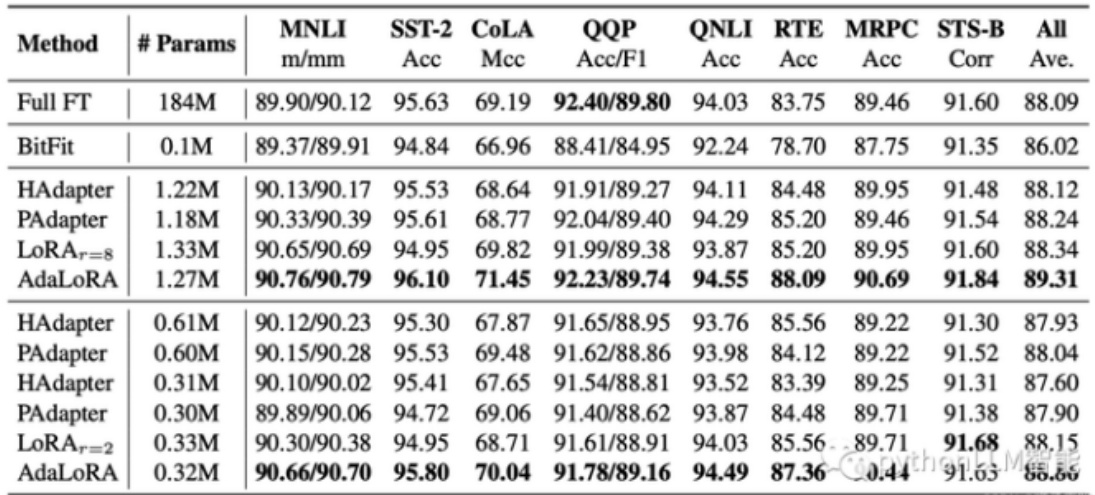 Method # Params MNLI SST-2 CoLA QQP QNLI RTE MRPC STS-B All
m/mm Acc Mcc Acc/F1 Acc Acc Acc Corr Ave.
Full FT 184M 89.90/90.12 95.63 69.19 92.40/89.80 94.03 83.75 89.46 91.60 88.09
BitFit 0.1M 89.37/89.91 94.84 66.96 88.41/84.95 92.24 78.70 87.75 91.35 86.02
HAdapter 1.22M 90.13/90.17 95.53 68.64 91.91/89.27 94.11 84.48 89.95 91.48 88.12
PAdapter 1.18M 90.33/90.39 95.61 68.77 92.04/89.40 94.29 85.20 89.46 91.54 88.24
LoRAr=8 1.33M 90.65/90.69 94.95 69.82 91.99/89.38 93.87 85.20 89.95 91.60 88.34
AdaLoRA 1.27M 90.76/90.79 96.10 71.45 92.23/89.74 94.55 88.09 90.69 91.84 89.31
HAdapter 0.61M 90.12/90.23 95.30 67.87 91.65/88.95 93.76 85.56 89.22 91.30 87.93
PAdapter 0.60M 90.15/90.28 95.53 69.48 91.62/88.86 93.98 84.12 89.22 91.52 88.04
HAdapter 0.31M 90.10/90.02 95.41 67.65 91.54/88.81 93.52 83.39 89.25 91.31 87.60
PAdapter 0.30M 89.89/90.06 94.72 69.06 91.40/88.62 93.87 84.48 89.71 91.38 87.90
LoRAr=2 0.33M 90.30/90.38 94.95 68.71 91.61/88.91 94.03 85.56 89.71 91.68 88.15
AdaLoRA 0.32M 90.66/90.70 95.80 70.04 91.78/89.16 94.49 87.36
pythonLLM智能